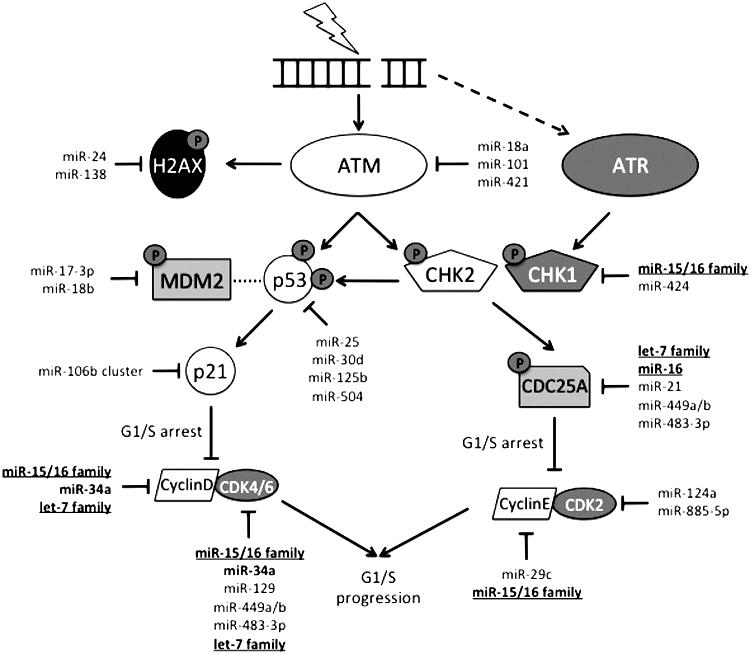 P
miR-24
miR-138
H2AX
ATM
miR-18a
miR-101
miR-421
ATR
P
P
P
P
P
miR-17-3p
miR-18b
MDM2
p53
CHK2
CHK1
miR-15/16 family
miR-424
miR-25
miR-30d
miR-125b
miR-504
miR-106b cluster
p21
P
CDC25A
let-7 family
miR-16
miR-21
miR-449a/b
miR-483-3p
G1/S arrest
G1/S arrest
miR-15/16 family
miR-34a
let-7 family
CyclinD
CDK4/6
CyclinE
CDK2
miR-124a
miR-885-5p
miR-15/16 family
miR-34a
miR-129
miR-449a/b
miR-483-3p
let-7 family
G1/S
progression
miR-29c
miR-15/16 family